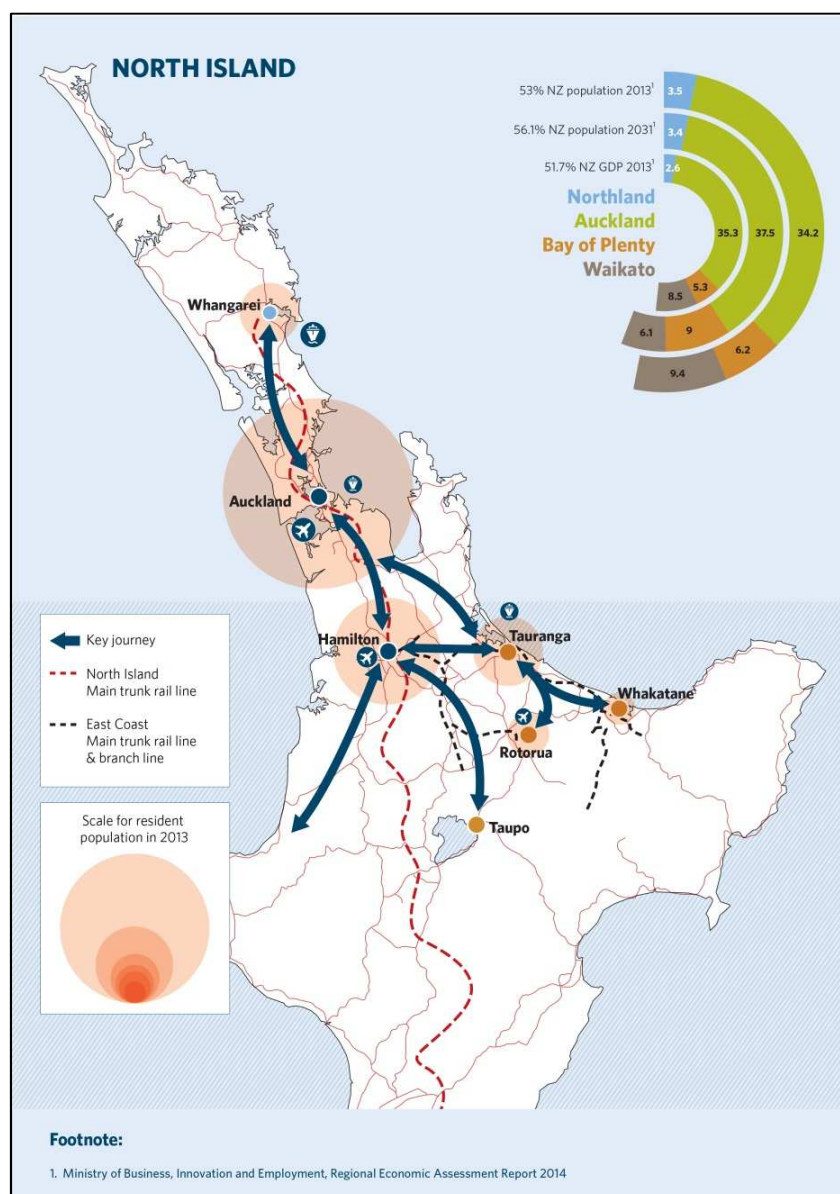 NORTH ISLAND
53% NZ population 2013¹
3.5
56.1% NZ population 2031¹
3.4
51.7% NZ GDP 2013¹
2.6
Northland
Auckland
Bay of Plenty
Waikato
35.3
37.5
34.2
8.5
5.3
6.1
9
6.2
9.4
Whangarei
Auckland
Hamilton
Tauranga
Whakatane
Rotorua
Taupo
Key journey
North Island
Main trunk rail line
East Coast
Main trunk rail line
& branch line
Scale for resident
population in 2013
Footnote:
1. Ministry of Business, Innovation and Employment, Regional Economic Assessment Report 2014